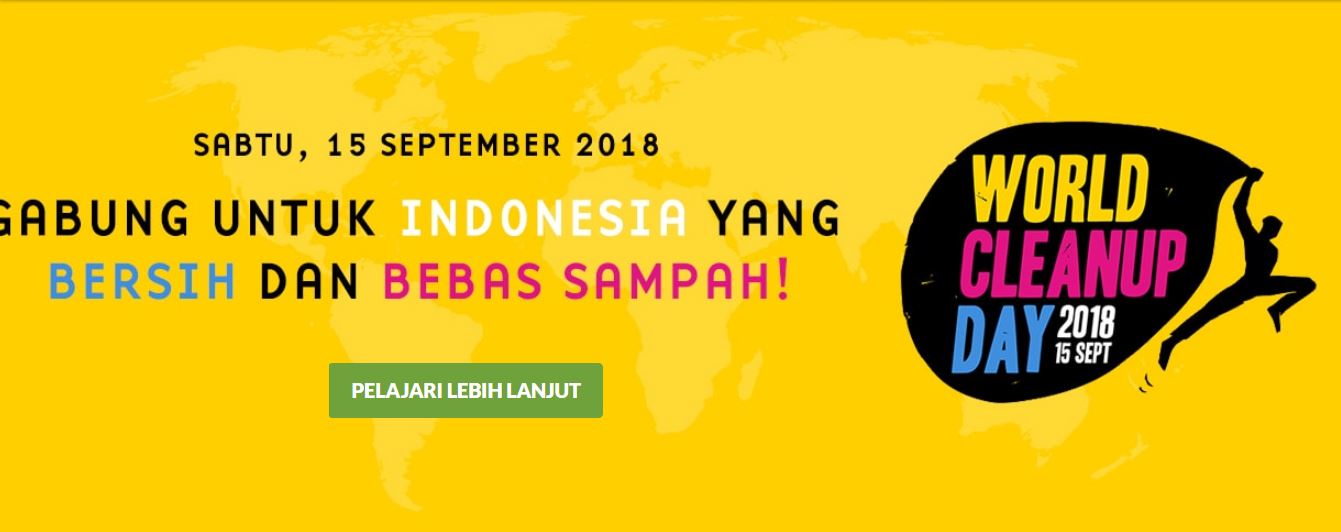 SABTU, 15 SEPTEMBER 2018
GABUNG UNTUK INDONESIA YANG
BERSIH DAN BEBAS SAMPAH!
PELAJARI LEBIH LANJUT
WORLD
CLEANUP
DAY 2018
15 SEPT